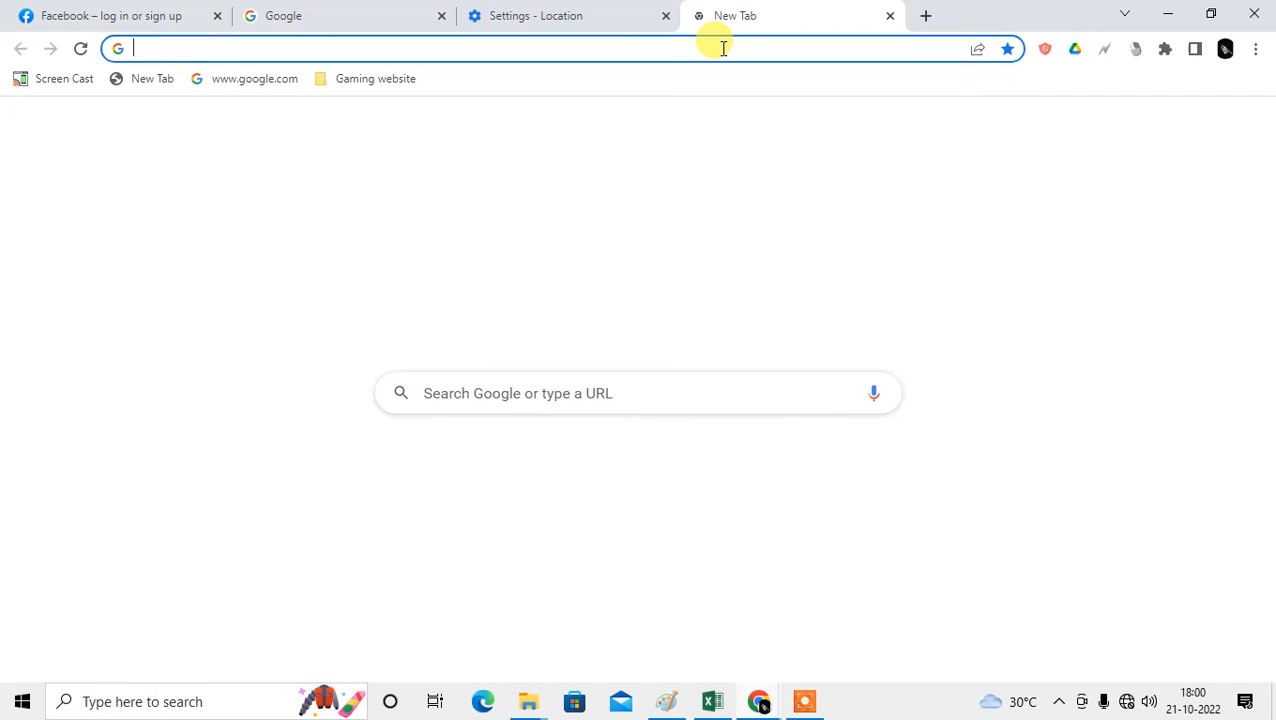 Facebook – log in or sign up
Google
Settings - Location
New Tab
Screen Cast
New Tab
www.google.com
Gaming website
Search Google or type a URL
Type here to search
30°C
18:00
21-10-2022